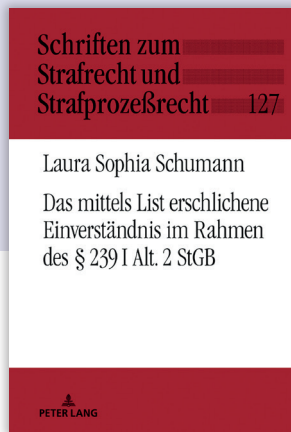 Schriften zum
Strafrecht und
Strafprozeßrecht 127
Laura Sophia Schumann
Das mittels List erschlichene
Einverständnis im Rahmen
des § 239 I Alt. 2 StGB
PETER LANG